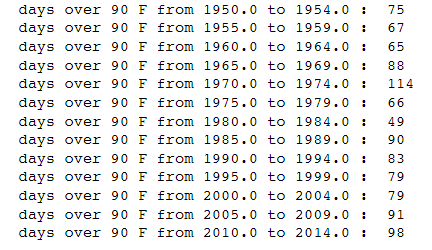 days over 90 F from 1950.0 to 1954.0 : 75
days over 90 F from 1955.0 to 1959.0 : 67
days over 90 F from 1960.0 to 1964.0 : 65
days over 90 F from 1965.0 to 1969.0 : 88
days over 90 F from 1970.0 to 1974.0 : 114
days over 90 F from 1975.0 to 1979.0 : 66
days over 90 F from 1980.0 to 1984.0 : 49
days over 90 F from 1985.0 to 1989.0 : 90
days over 90 F from 1990.0 to 1994.0 : 83
days over 90 F from 1995.0 to 1999.0 : 79
days over 90 F from 2000.0 to 2004.0 : 79
days over 90 F from 2005.0 to 2009.0 : 91
days over 90 F from 2010.0 to 2014.0 : 98